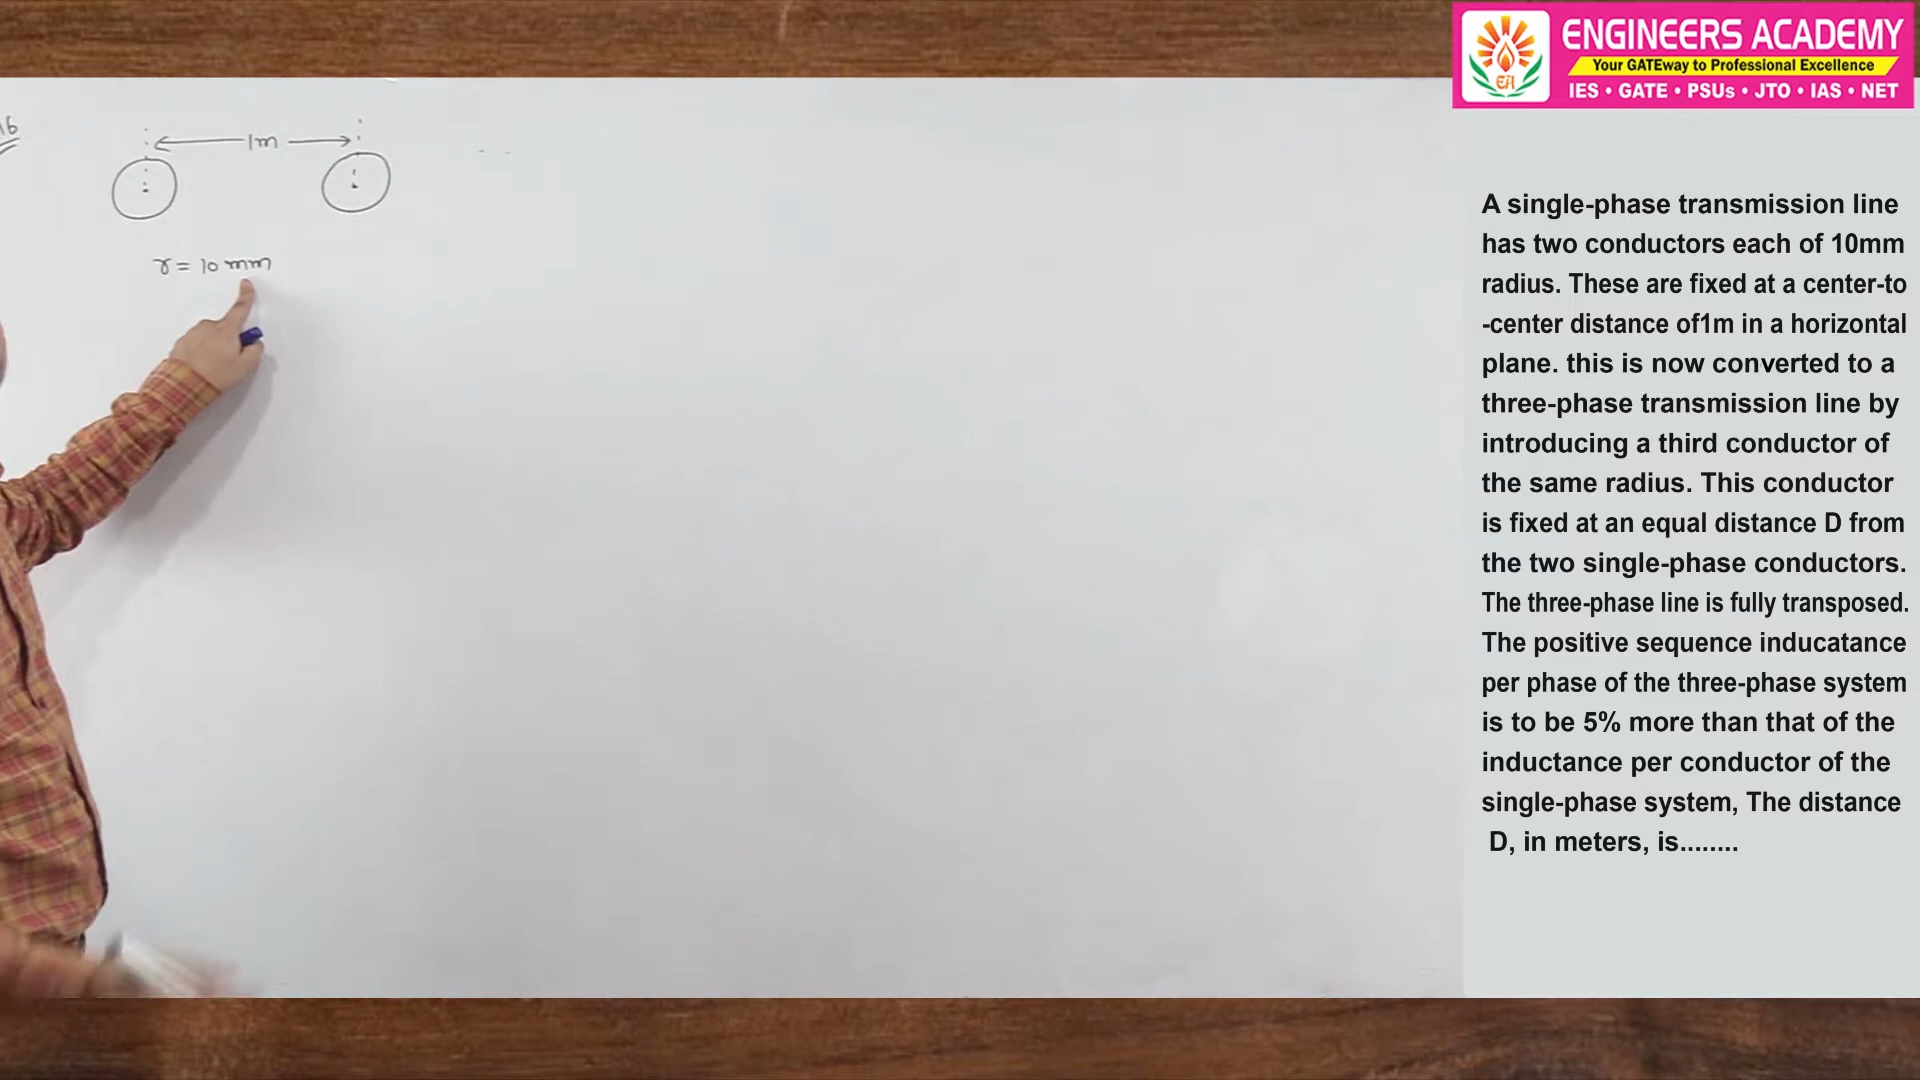 16
1m
r = 10 mm
ENGINEERS ACADEMY
Your GATEway to Professional Excellence
IES • GATE • PSUs • JTO • IAS • NET
EA
A single-phase transmission line
has two conductors each of 10mm
radius. These are fixed at a center-to
-center distance of1m in a horizontal
plane. this is now converted to a
three-phase transmission line by
introducing a third conductor of
the same radius. This conductor
is fixed at an equal distance D from
the two single-phase conductors.
The three-phase line is fully transposed.
The positive sequence inducatance
per phase of the three-phase system
is to be 5% more than that of the
inductance per conductor of the
single-phase system, The distance
D, in meters, is........